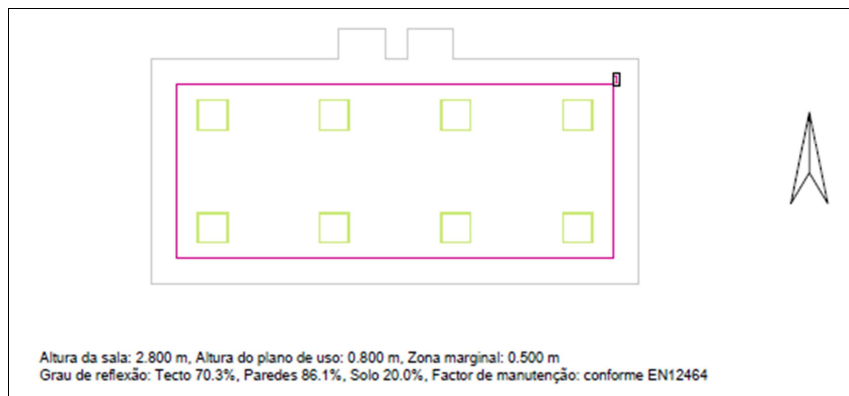 1
Altura da sala: 2.800 m, Altura do plano de uso: 0.800 m, Zona marginal: 0.500 m
Grau de reflexão: Tecto 70.3%, Paredes 86.1%, Solo 20.0%, Factor de manutenção: conforme EN12464